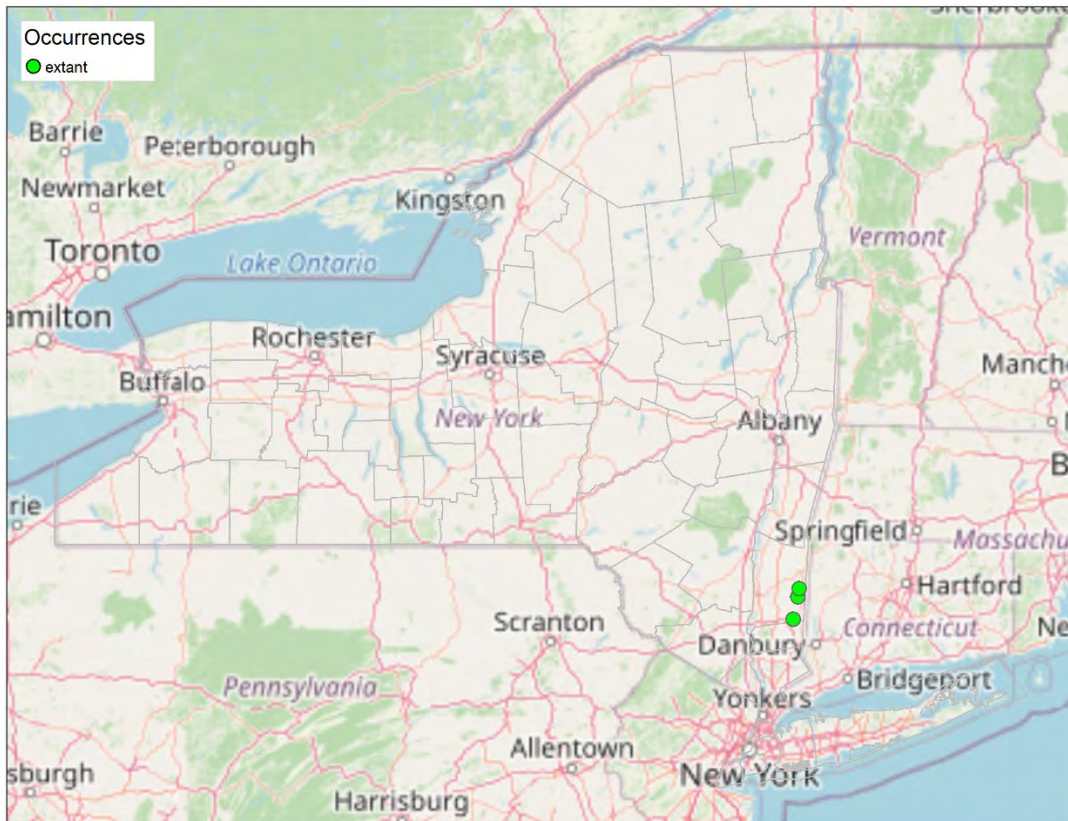 Sherbrooke
Occurrences
extant
Barrie
Peterborough
Newmarket
Kingston
Toronto
Lake Ontario
Vermont
amilton
Rochester
Syracuse
Manche
Buffalo
New York
Albany
rie
Springfield
Massachu
Hartford
Scranton
Connecticut
Ne
Danbury
Pennsylvania
Bridgeport
Yonkers
Allentown
sburgh
New York
Harrisburg